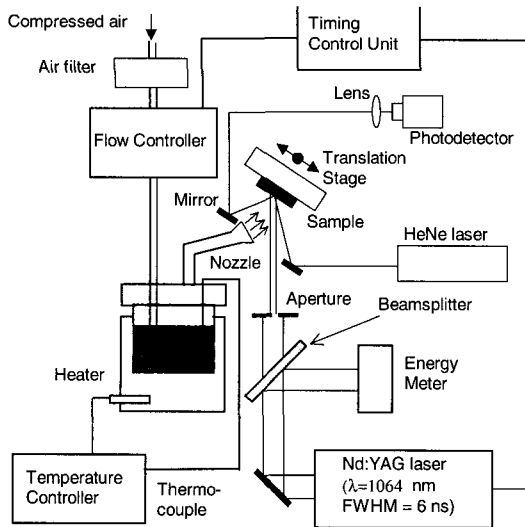 Compressed air
Air filter
Flow Controller
Timing
Control Unit
Lens
Photodetector
Translation
Stage
Mirror
Sample
Nozzle
HeNe laser
Aperture
Beamsplitter
Heater
Energy
Meter
Temperature
Controller
Thermo-
couple
Nd:YAG laser
(λ=1064 nm
FWHM = 6 ns)